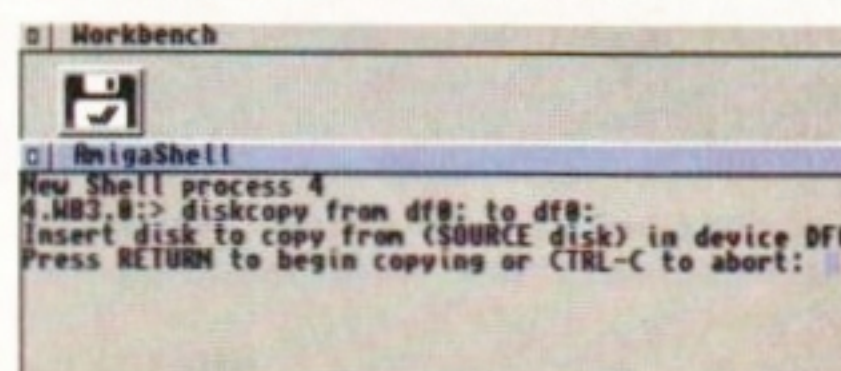 Workbench
AmigaShell
New Shell process 4
4.WB3.0:> diskcopy from df0: to df0:
Insert disk to copy from (SOURCE disk) in device DF0
Press RETURN to begin copying or CTRL-C to abort: